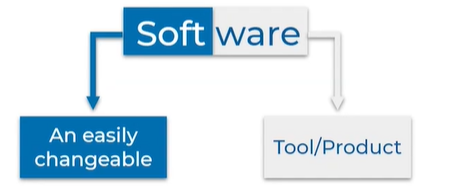 Software
An easily
changeable
Tool/Product